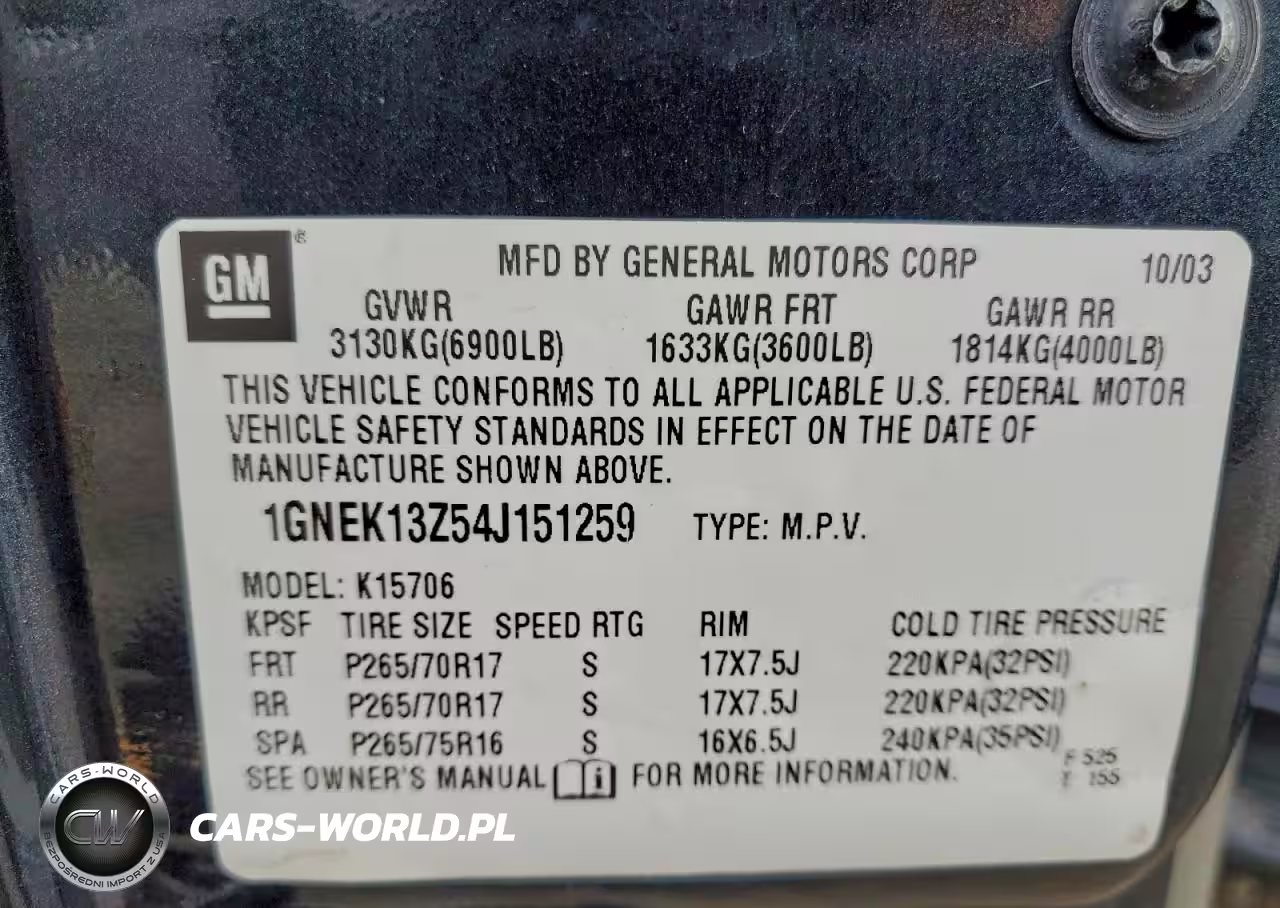 GM
MFD BY GENERAL MOTORS CORP 10/03
GVWR GAWR FRT GAWR RR
3130KG(6900LB) 1633KG(3600LB) 1814KG(4000LB)
THIS VEHICLE CONFORMS TO ALL APPLICABLE U.S. FEDERAL MOTOR
VEHICLE SAFETY STANDARDS IN EFFECT ON THE DATE OF
MANUFACTURE SHOWN ABOVE.
1GNEK13Z54J151259 TYPE: M.P.V.
MODEL: K15706
KPSF TIRE SIZE SPEED RTG RIM COLD TIRE PRESSURE
FRT P265/70R17 S 17X7.5J 220KPA(32PSI)
RR P265/70R17 S 17X7.5J 220KPA(32PSI)
SPA P265/75R16 S 16X6.5J 240KPA(35PSI)
SEE OWNER'S MANUAL i FOR MORE INFORMATION.
F 525
155
CARS-WORLD
CW
BEZPOŚREDNI IMPORT Z USA
CARS-WORLD.PL